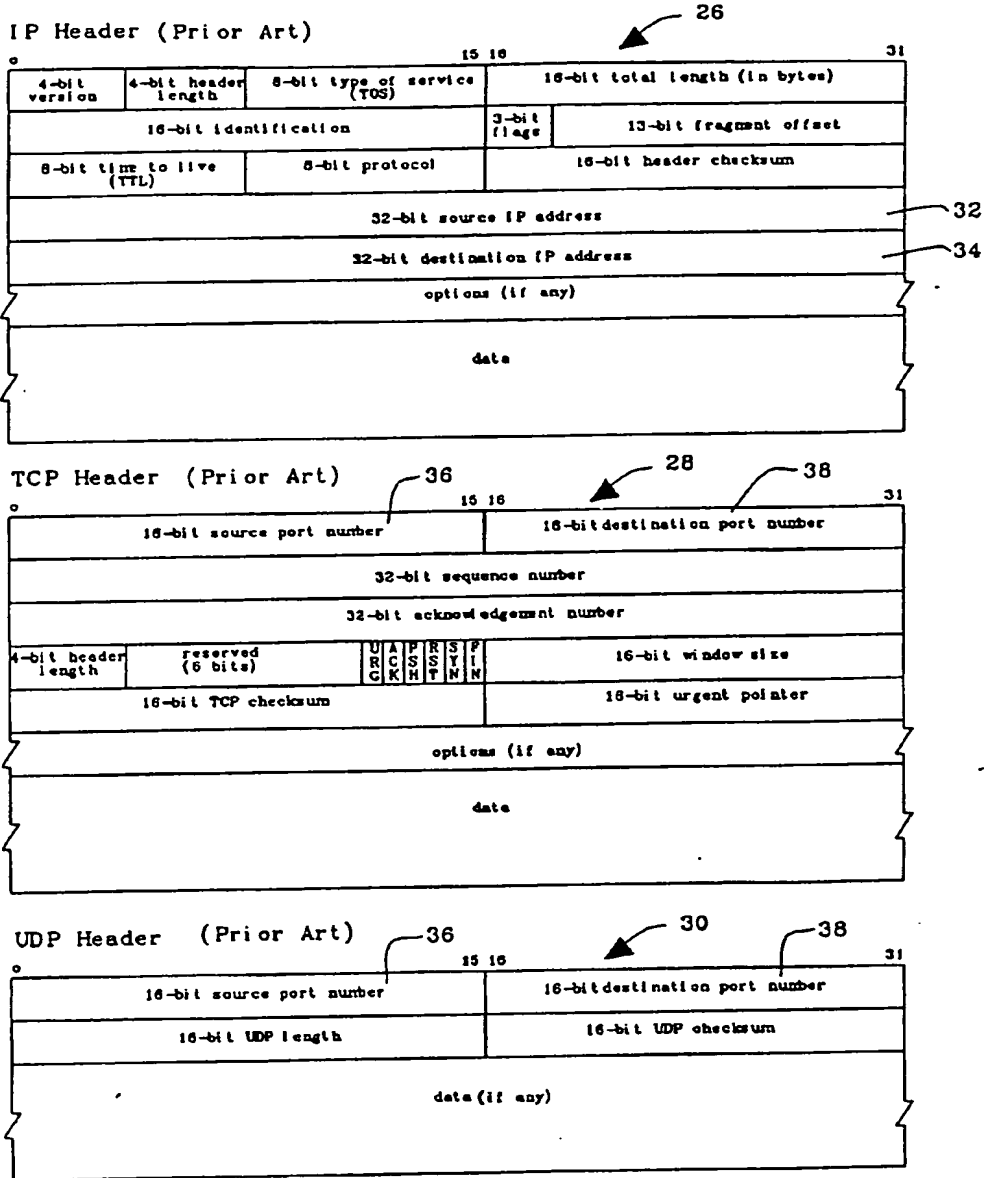 IP Header (Prior Art)
26
0 15 16 31
4-bit version
4-bit header length
8-bit type of service (TOS)
16-bit total length (in bytes)
16-bit identification
3-bit flags
13-bit fragment offset
8-bit time to live (TTL)
8-bit protocol
16-bit header checksum
32-bit source IP address
32
32-bit destination IP address
34
options (if any)
data
TCP Header (Prior Art)
36
28
38
0 15 16 31
16-bit source port number
16-bit destination port number
32-bit sequence number
32-bit acknowledgement number
4-bit header length
reserved (6 bits)
URG
ACK
PSH
RST
SYN
FIN
16-bit window size
16-bit TCP checksum
16-bit urgent pointer
options (if any)
data
UDP Header (Prior Art)
36
30
38
0 15 16 31
16-bit source port number
16-bit destination port number
16-bit UDP length
16-bit UDP checksum
data (if any)